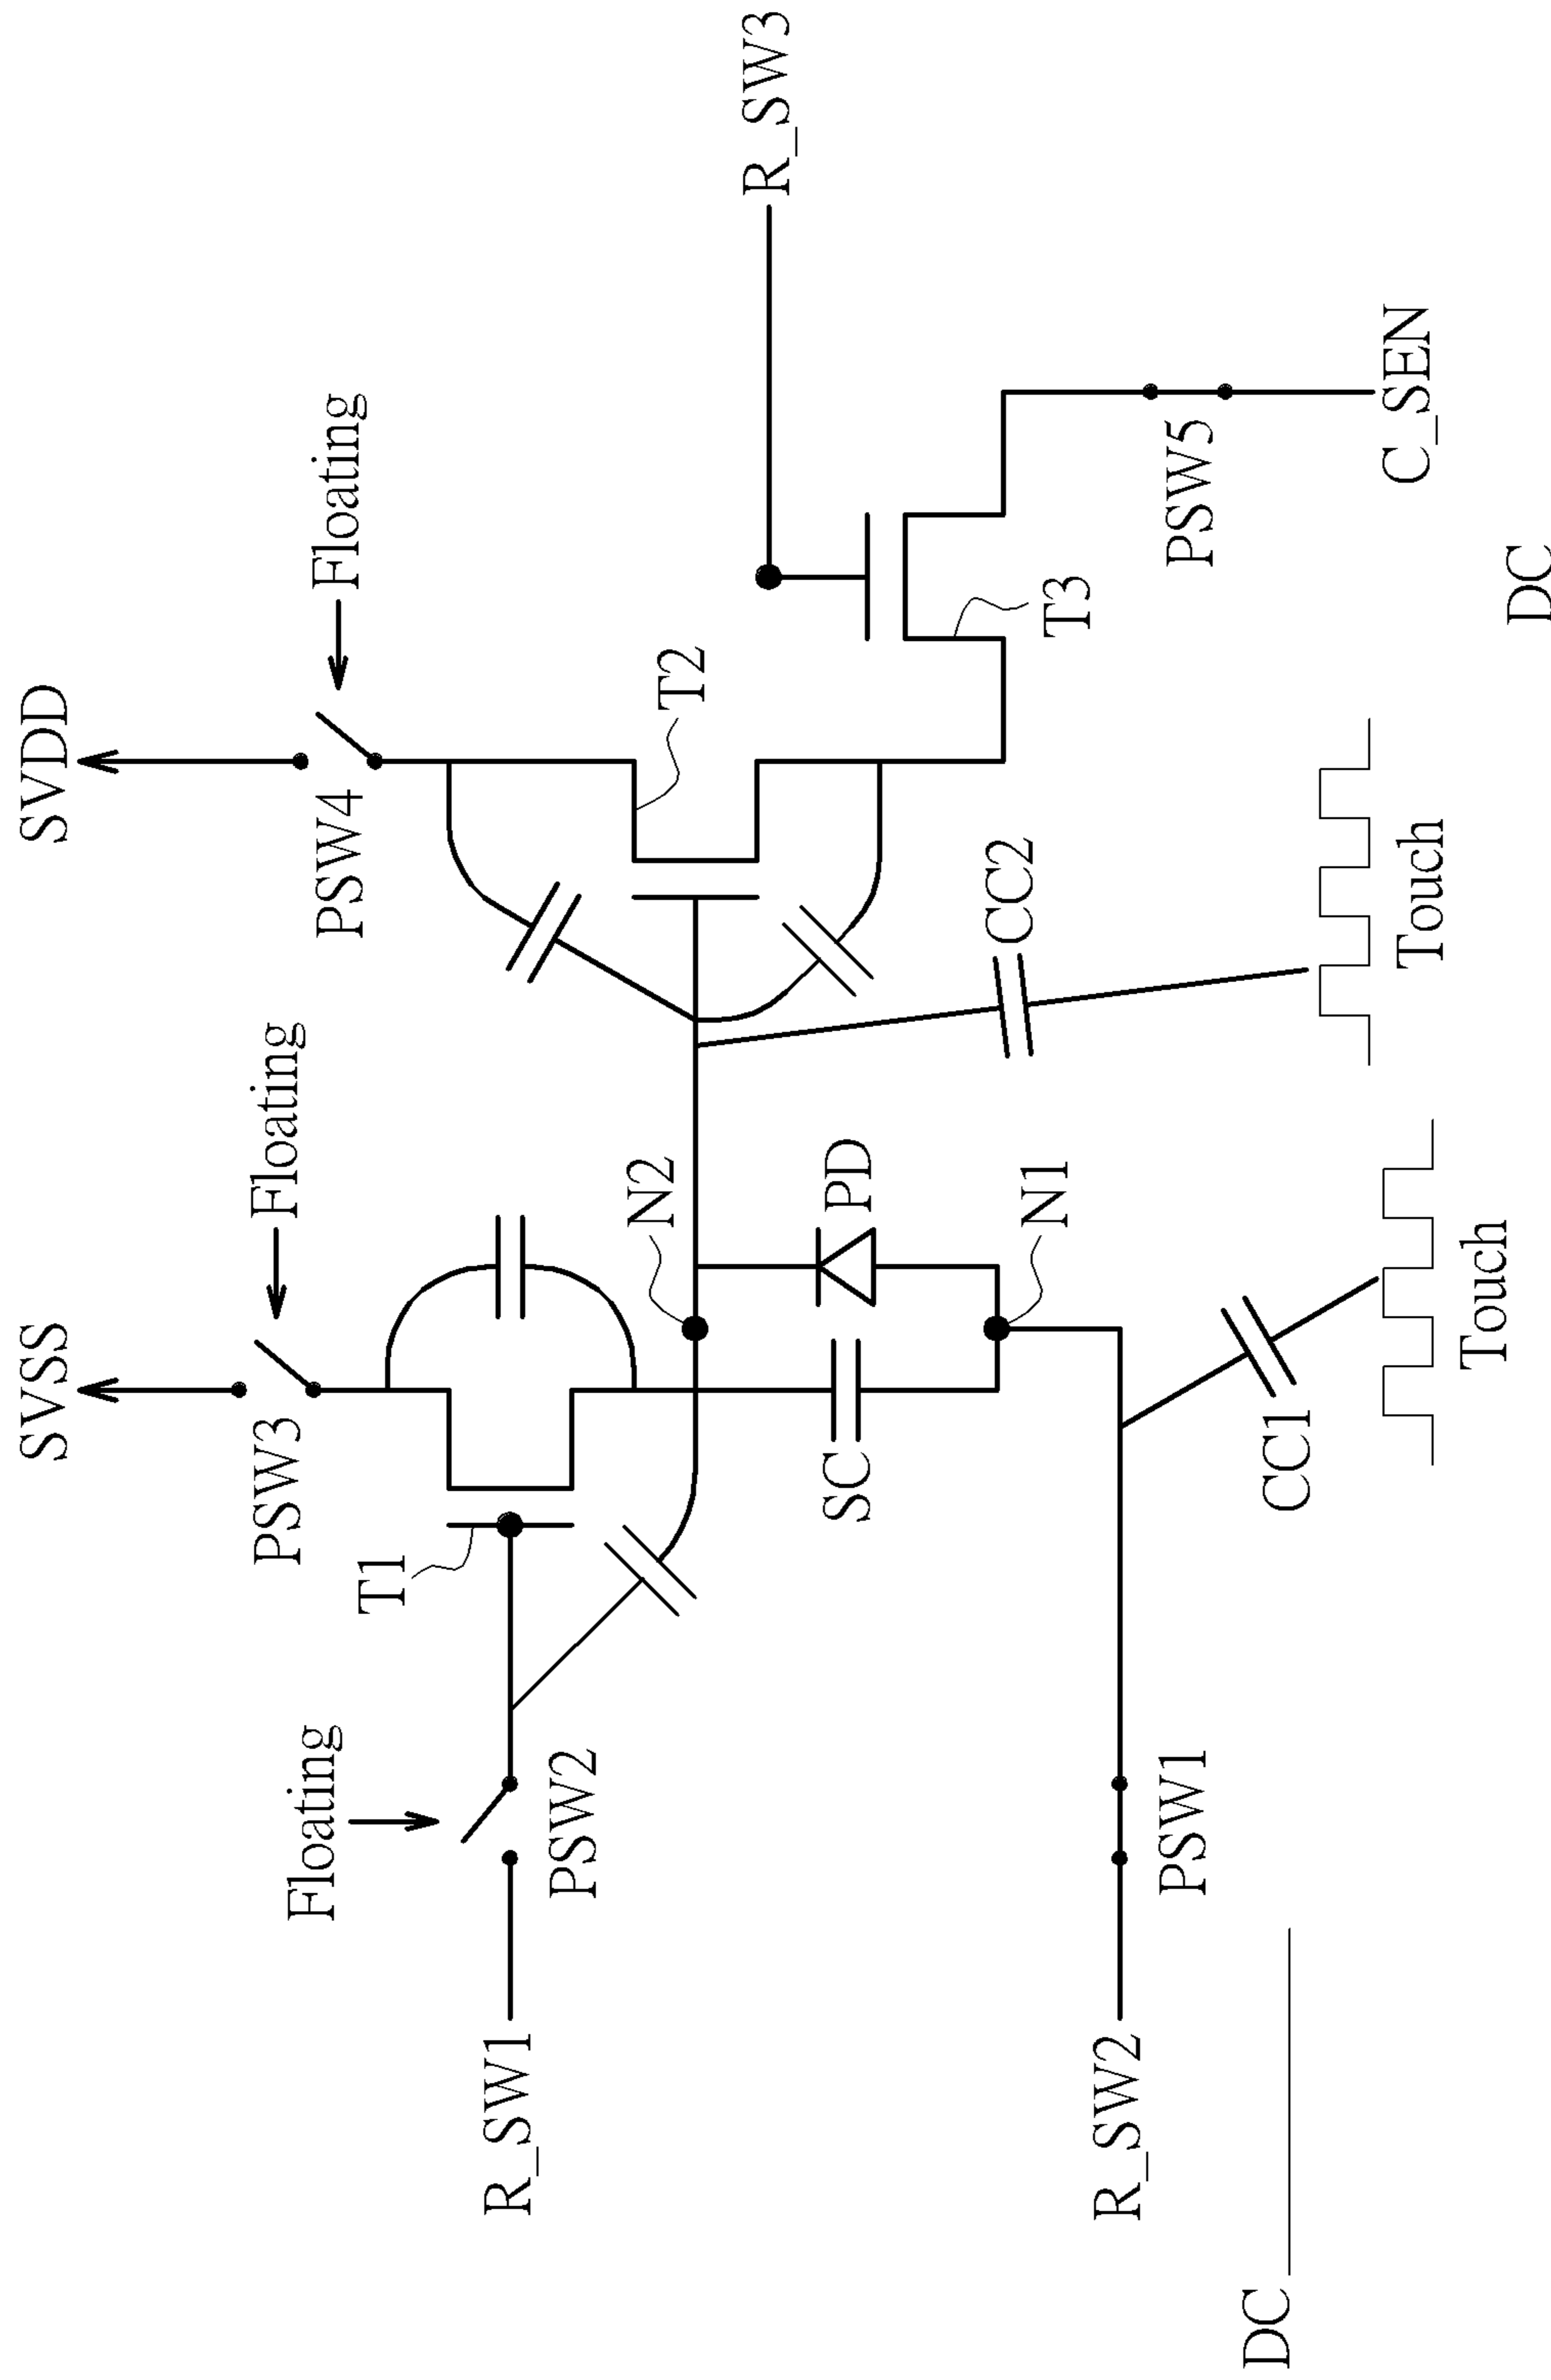 SVSS
SVDD
Floating
PSW3
Floating
PSW4
Floating
T1
T2
R_SW3
R_SW1
PSW2
N2
SC
PD
CC2
T3
N1
R_SW2
PSW1
PSW5
CC1
Touch
C_SEN
DC
Touch
DC